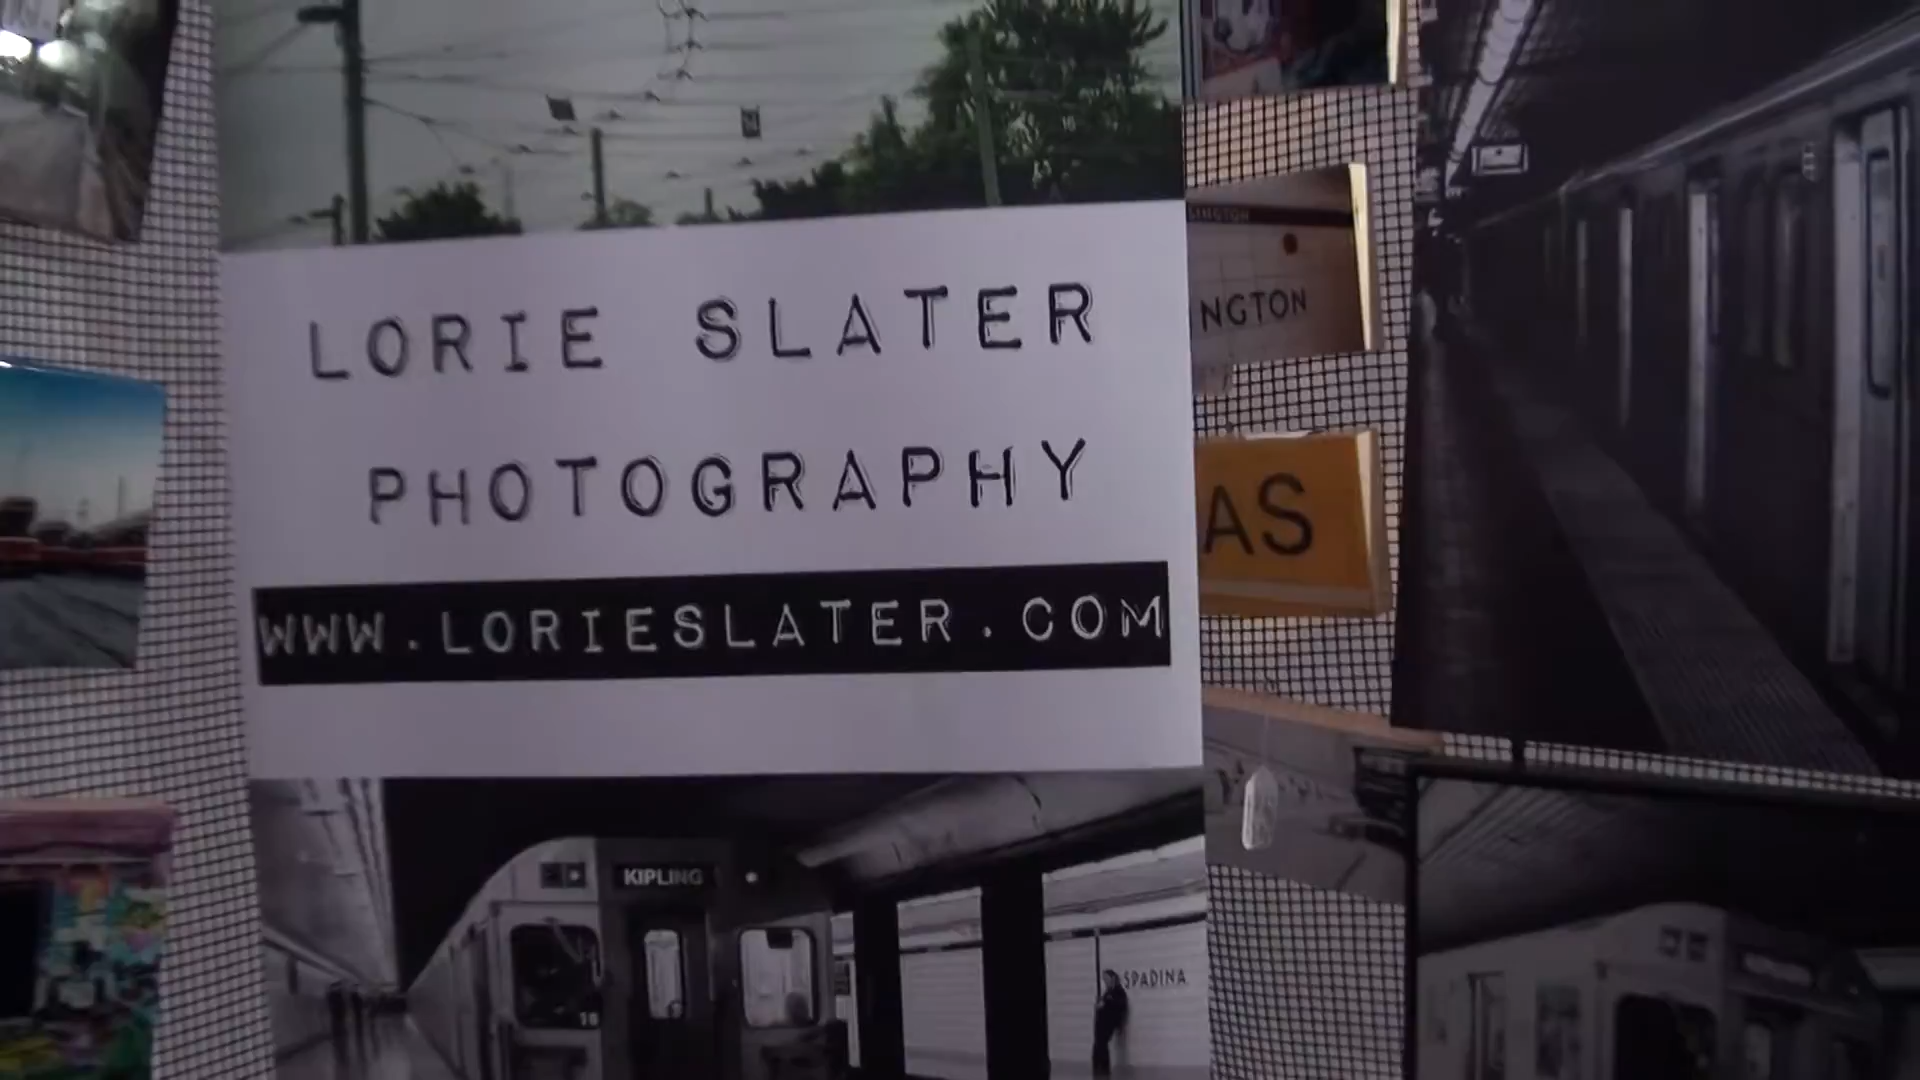 LORIE SLATER
PHOTOGRAPHY
WWW.LORIESLATER.COM
NGTON
AS
KIPLING
SPADINA